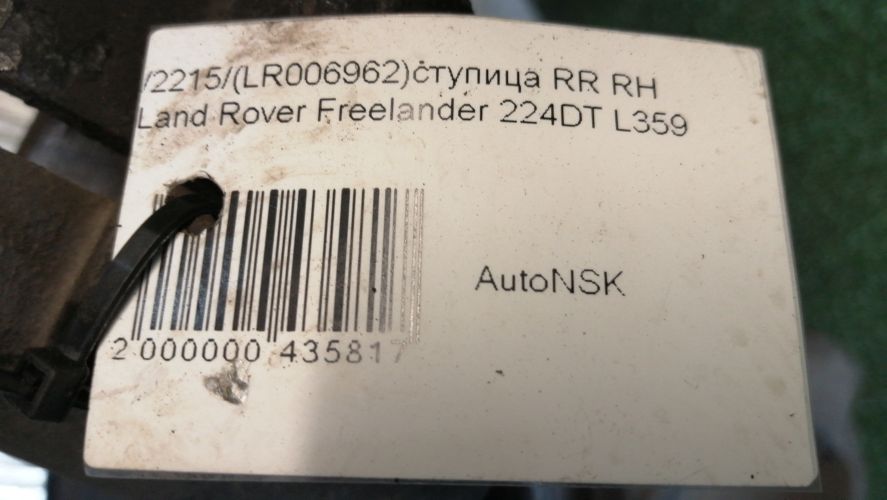 /2215/(LR006962)ступица RR RH
Land Rover Freelander 224DT L359
AutoNSK
2 000000 435817